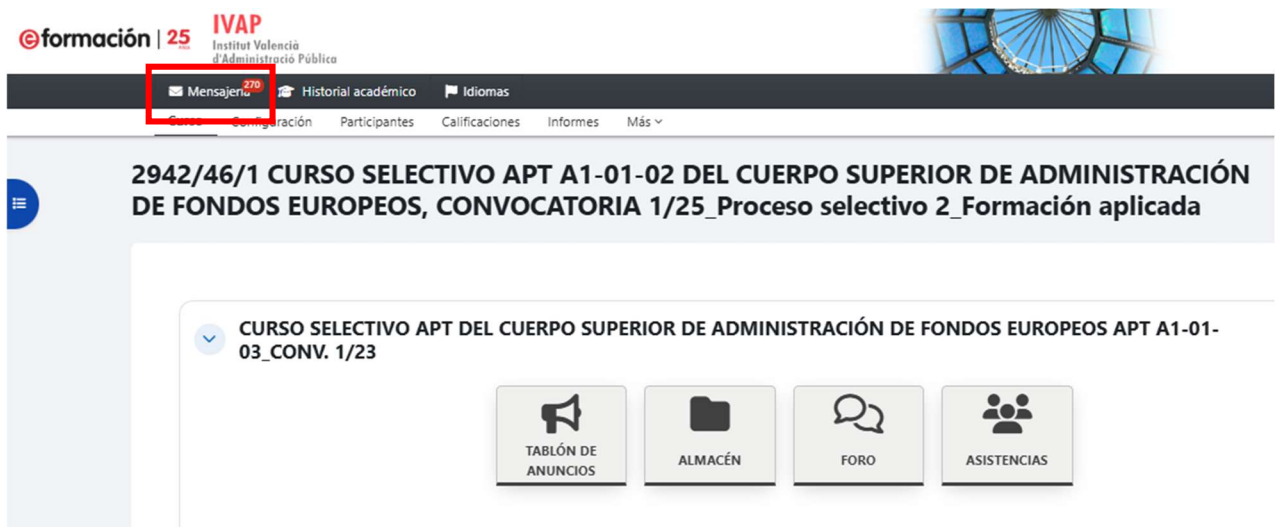 eformación | 25
IVAP
Institut Valencià
d'Administració Pública
Mensajería 270 Historial académico Idiomas
Curso Configuración Participantes Calificaciones Informes Más
2942/46/1 CURSO SELECTIVO APT A1-01-02 DEL CUERPO SUPERIOR DE ADMINISTRACIÓN
DE FONDOS EUROPEOS, CONVOCATORIA 1/25_Proceso selectivo 2_Formación aplicada
CURSO SELECTIVO APT DEL CUERPO SUPERIOR DE ADMINISTRACIÓN DE FONDOS EUROPEOS APT A1-01-
03_CONV. 1/23
TABLÓN DE
ANUNCIOS
ALMACÉN
FORO
ASISTENCIAS